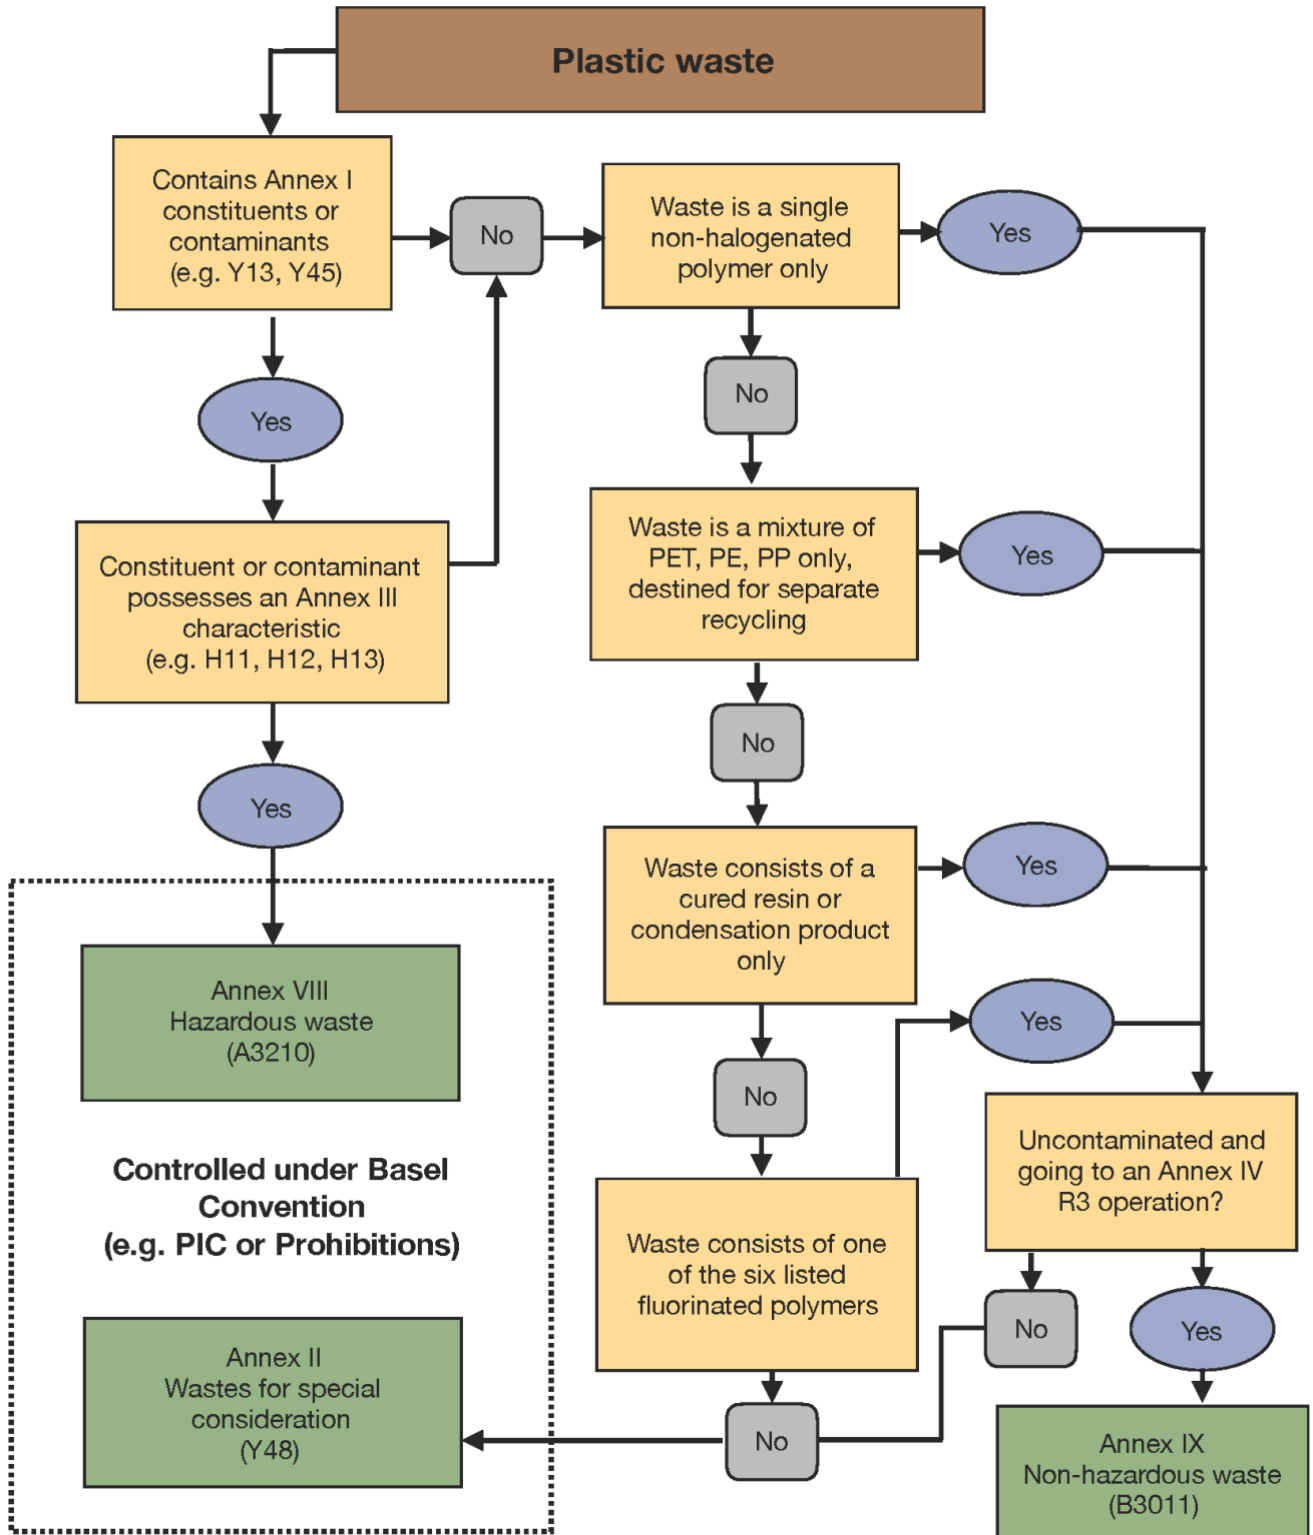 Plastic waste
Contains Annex I
constituents or
contaminants
(e.g. Y13, Y45)
No
Waste is a single
non-halogenated
polymer only
Yes
Yes
No
Waste is a mixture of
PET, PE, PP only,
destined for separate
recycling
Yes
Constituent or contaminant
possesses an Annex III
characteristic
(e.g. H11, H12, H13)
No
Yes
Waste consists of a
cured resin or
condensation product
only
Yes
Annex VIII
Hazardous waste
(A3210)
Yes
No
Controlled under Basel
Convention
(e.g. PIC or Prohibitions)
Uncontaminated and
going to an Annex IV
R3 operation?
Waste consists of one
of the six listed
fluorinated polymers
No
Yes
Annex II
Wastes for special
consideration
(Y48)
No
Annex IX
Non-hazardous waste
(B3011)